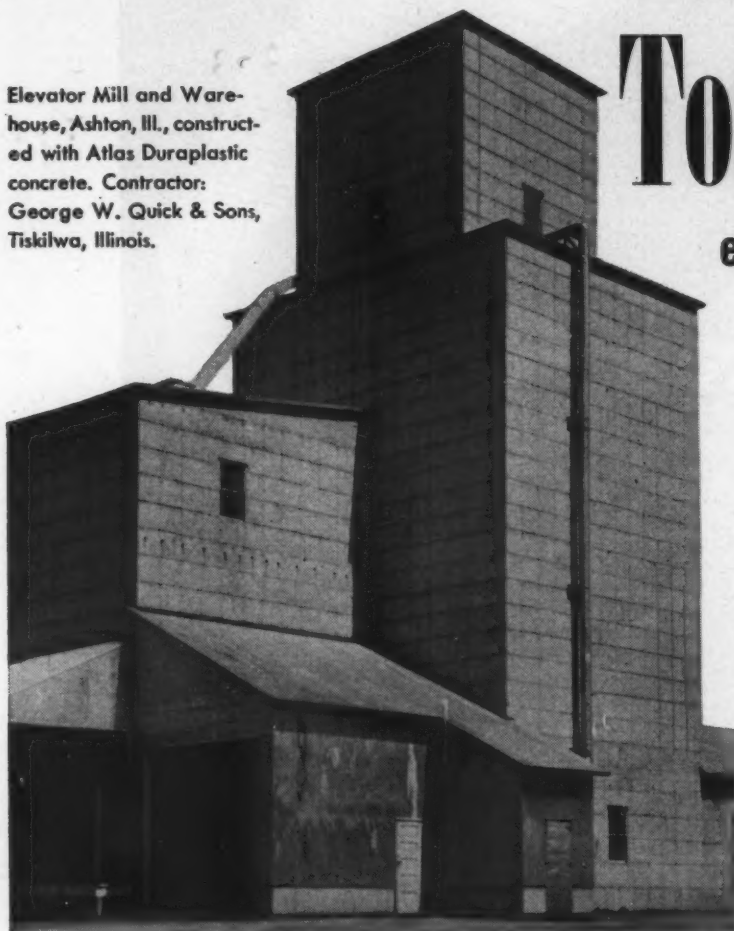 Elevator Mill and Ware-
house, Ashton, Ill., construct-
ed with Atlas Duraplastic
concrete. Contractor:
George W. Quick & Sons,
Tiskilwa, Illinois.
To
e